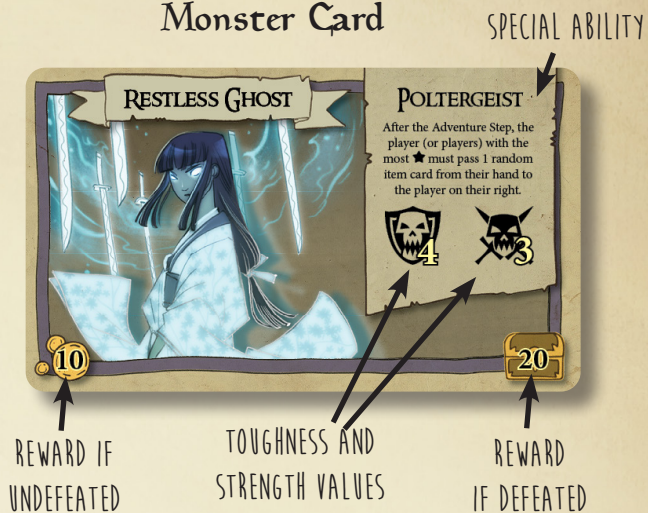 Monster Card
SPECIAL ABILITY
RESTLESS GHOST
POLTERGEIST
After the Adventure Step, the
player (or players) with the
most ★ must pass 1 random
item card from their hand to
the player on their right.
4
3
10
20
REWARD IF
UNDEFEATED
TOUGHNESS AND
STRENGTH VALUES
REWARD
IF DEFEATED